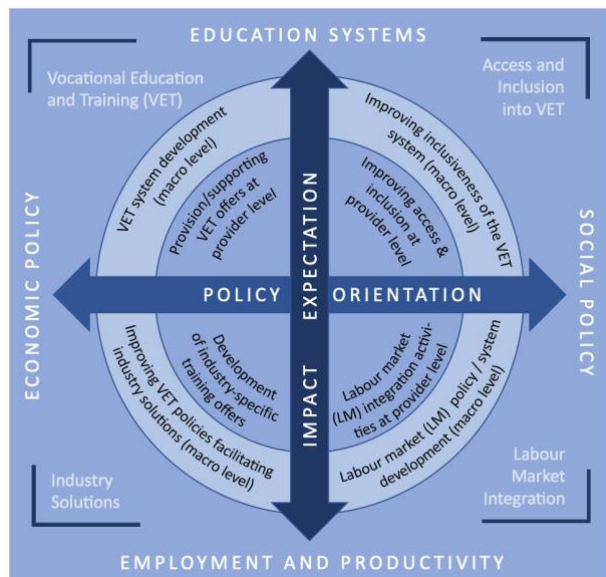 EDUCATION SYSTEMS
Vocational Education
and Training (VET)
Access and
Inclusion
into VET
VET system development
(macro level)
Provision/supporting
VET offers at
provider level
Improving inclusiveness of the VET
system (macro level)
Improving access &
inclusion at
provider level
ECONOMIC POLICY
SOCIAL POLICY
POLICY ORIENTATION
IMPACT EXPECTATION
Improving VET policies facilitating
industry solutions (macro level)
Development
of industry-specific
training offers
Labour market
(LM) integration activi-
ties at provider level
Labour market (LM) policy / system
development (macro level)
Industry
Solutions
Labour
Market
Integration
EMPLOYMENT AND PRODUCTIVITY